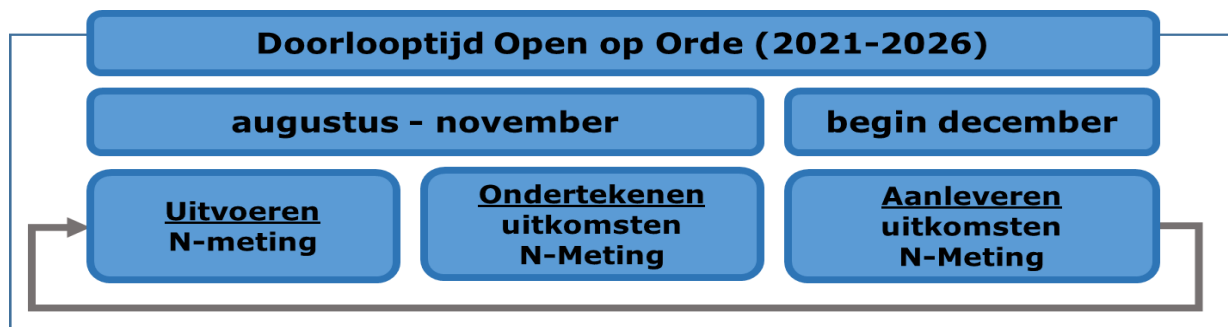 Doorlooptijd Open op Orde (2021-2026)
augustus - november
begin december
Uitvoeren
N-meting
Ondertekenen
uitkomsten
N-Meting
Aanleveren
uitkomsten
N-Meting